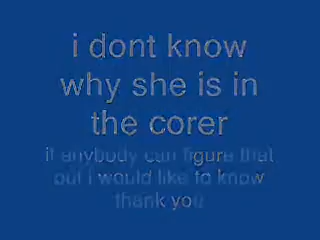 i dont know
why she is in
the corer
if anybody can figure that
out i would like to know
thank you